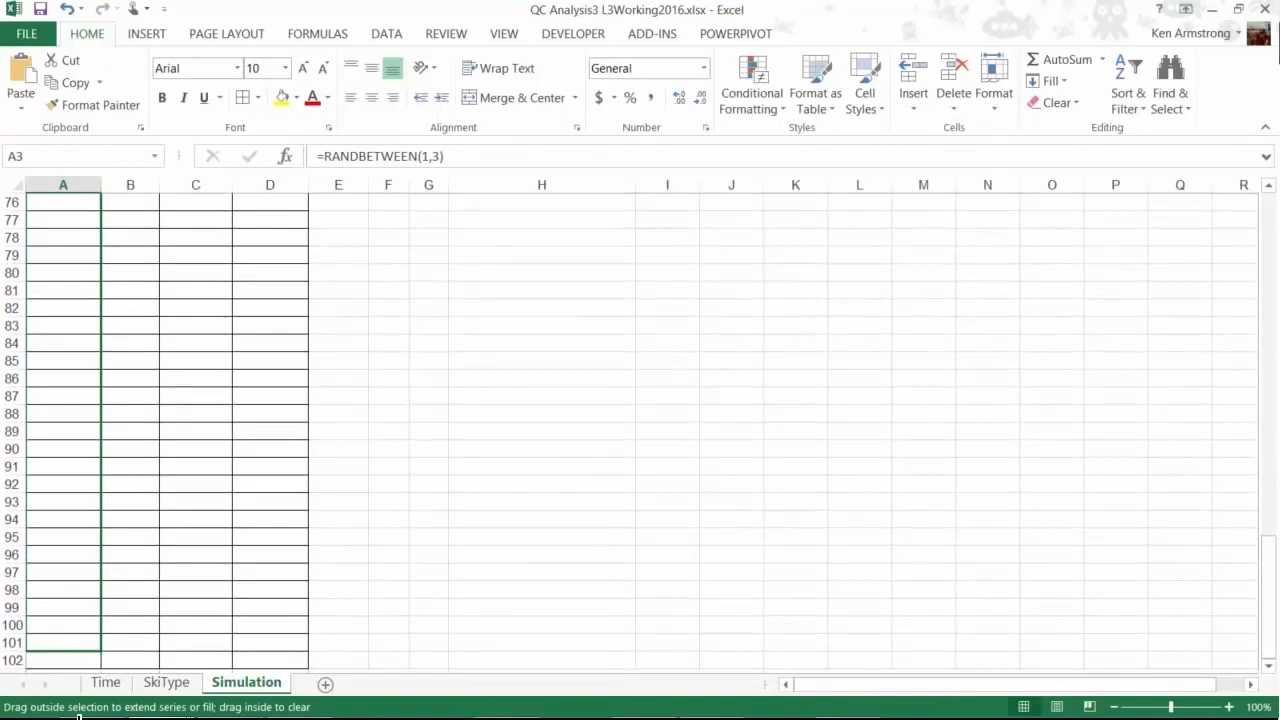 QC Analysis3 L3Working2016.xlsx - Excel
FILE HOME INSERT PAGE LAYOUT FORMULAS DATA REVIEW VIEW DEVELOPER ADD-INS POWERPIVOT Ken Armstrong
Paste Cut Copy Format Painter Clipboard
Arial 10 B I U A Font
Wrap Text Merge & Center Alignment
General $ % , Number
Conditional Formatting Format as Table Cell Styles Styles
Insert Delete Format Cells
AutoSum Fill Clear Sort & Filter Find & Select Editing
A3 fx =RANDBETWEEN(1,3)
A B C D E F G H I J K L M N O P Q R
76
77
78
79
80
81
82
83
84
85
86
87
88
89
90
91
92
93
94
95
96
97
98
99
100
101
102
Time SkiType Simulation
Drag outside selection to extend series or fill; drag inside to clear 100%